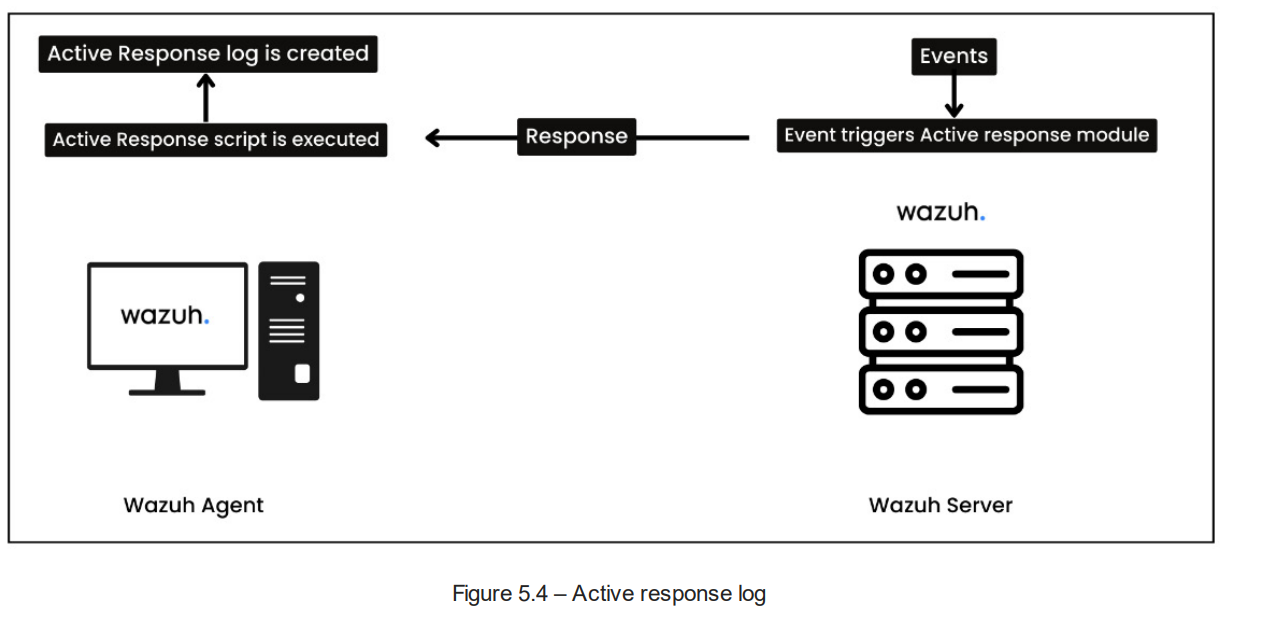 Active Response log is created
Events
Active Response script is executed
Response
Event triggers Active response module
wazuh.
wazuh.
Wazuh Agent
Wazuh Server
Figure 5.4 – Active response log